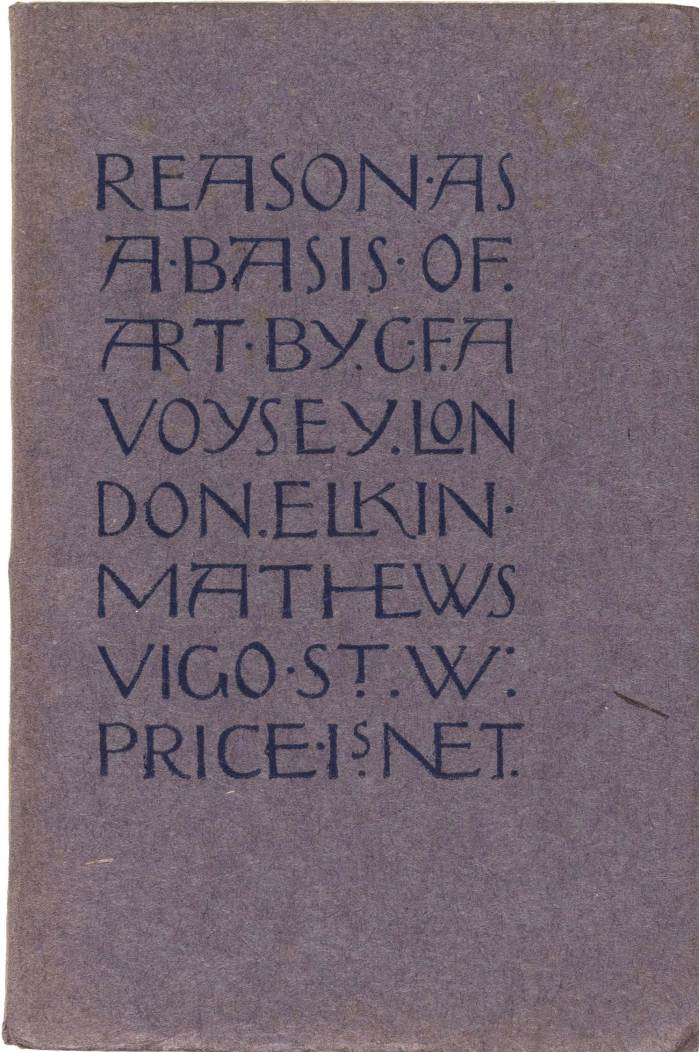 REASON·AS
A·BASIS· OF.
ART·BY.C.F.A
VOYSEY.LON
DON.ELKIN·
MATHEWS
VIGO·ST.W:
PRICE·1ˢ.NET.